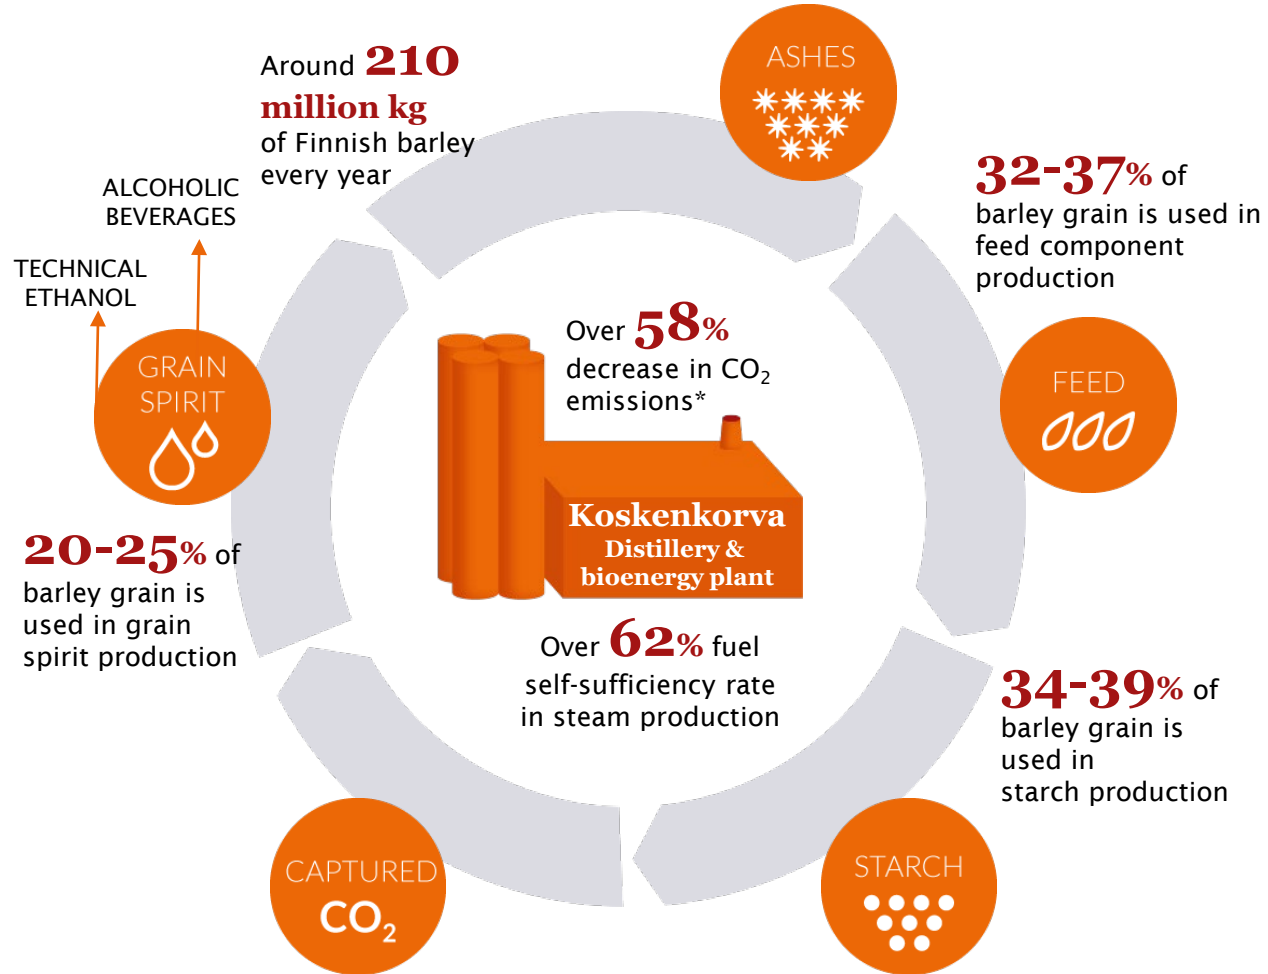 Around 210
million kg
of Finnish barley
every year
ASHES
32-37% of
barley grain is used in
feed component
production
ALCOHOLIC
BEVERAGES
TECHNICAL
ETHANOL
GRAIN
SPIRIT
Over 58%
decrease in CO₂
emissions*
FEED
Koskenkorva
Distillery &
bioenergy plant
20-25% of
barley grain is
used in grain
spirit production
Over 62% fuel
self-sufficiency rate
in steam production
34-39% of
barley grain is
used in
starch production
CAPTURED
CO₂
STARCH